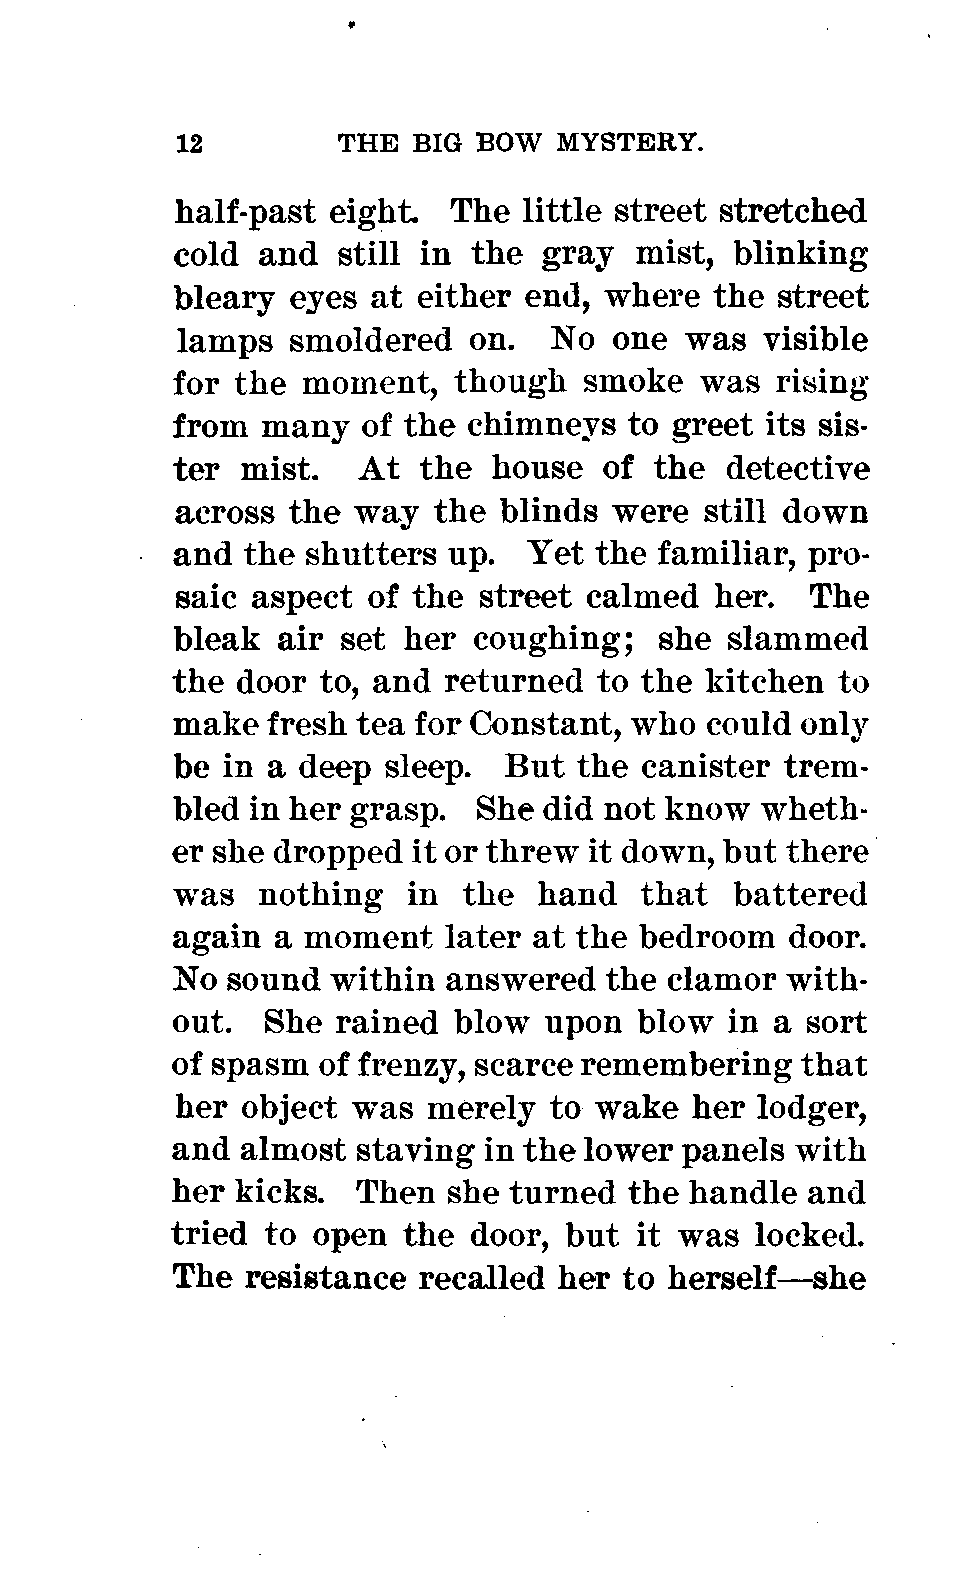 12 THE BIG BOW MYSTERY.
half-past eight. The little street stretched
cold and still in the gray mist, blinking
bleary eyes at either end, where the street
lamps smoldered on. No one was visible
for the moment, though smoke was rising
from many of the chimneys to greet its sis-
ter mist. At the house of the detective
across the way the blinds were still down
and the shutters up. Yet the familiar, pro-
saic aspect of the street calmed her. The
bleak air set her coughing; she slammed
the door to, and returned to the kitchen to
make fresh tea for Constant, who could only
be in a deep sleep. But the canister trem-
bled in her grasp. She did not know wheth-
er she dropped it or threw it down, but there
was nothing in the hand that battered
again a moment later at the bedroom door.
No sound within answered the clamor with-
out. She rained blow upon blow in a sort
of spasm of frenzy, scarce remembering that
her object was merely to wake her lodger,
and almost staving in the lower panels with
her kicks. Then she turned the handle and
tried to open the door, but it was locked.
The resistance recalled her to herself—she